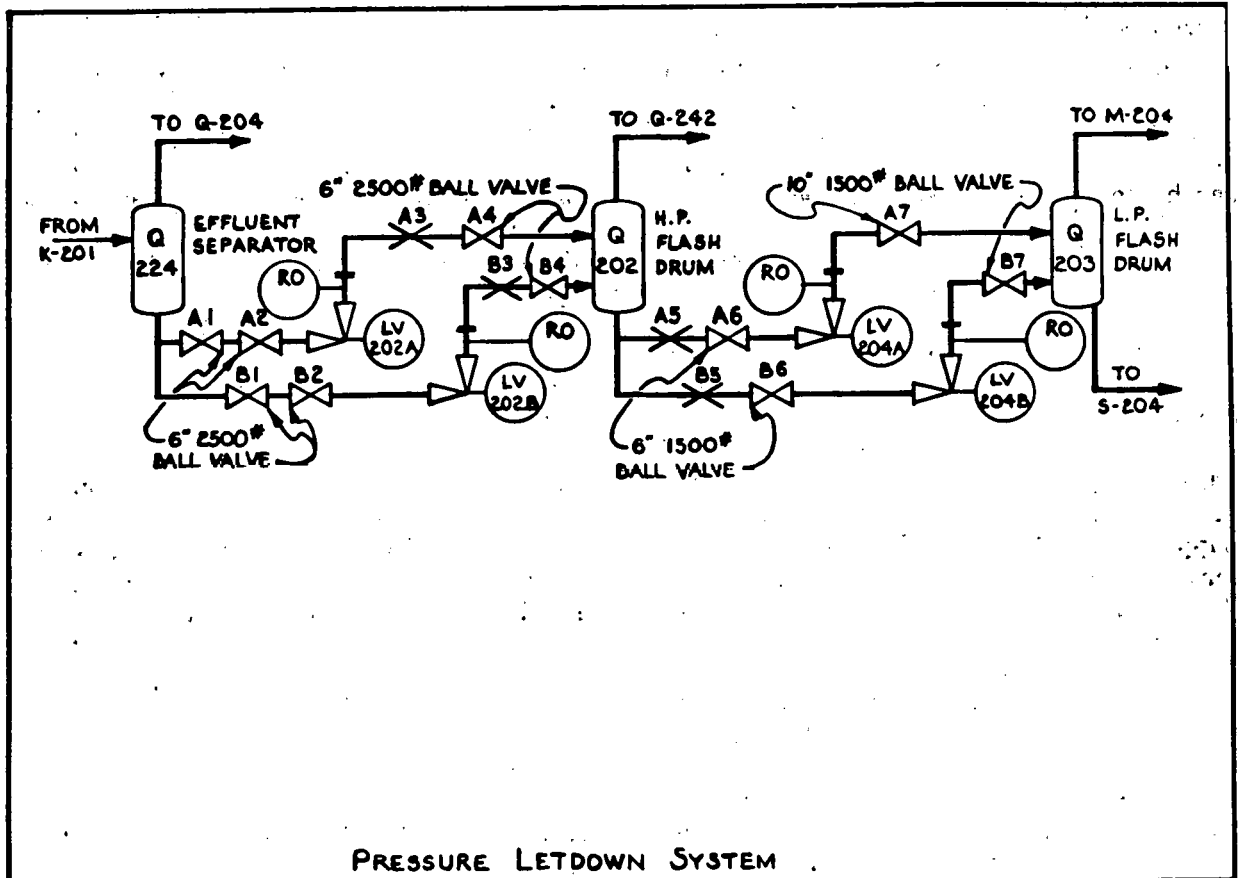 TO Q-204
TO Q-242
TO M-204
6" 2500# BALL VALVE
10" 1500# BALL VALVE
FROM
K-201
Q
224
EFFLUENT
SEPARATOR
A3
A4
Q
202
H.P.
FLASH
DRUM
A7
Q
203
L.P.
FLASH
DRUM
B3
B4
B7
RO
RO
A1
A2
LV
202A
RO
A5
A6
LV
204A
RO
B1
B2
LV
202B
B5
B6
LV
204B
TO
S-204
6" 2500#
BALL VALVE
6" 1500#
BALL VALVE
PRESSURE LETDOWN SYSTEM